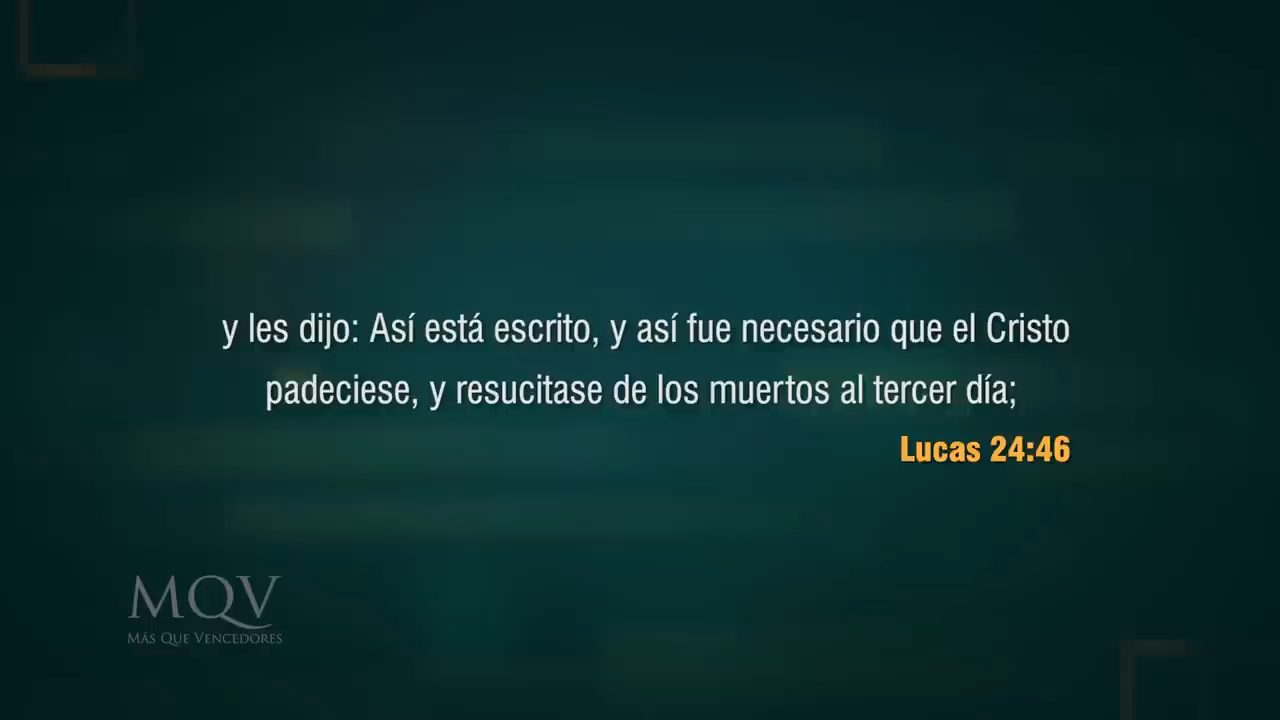 y les dijo: Así está escrito, y así fue necesario que el Cristo
padeciese, y resucitase de los muertos al tercer día;
Lucas 24:46
MQV
MÁS QUE VENCEDORES